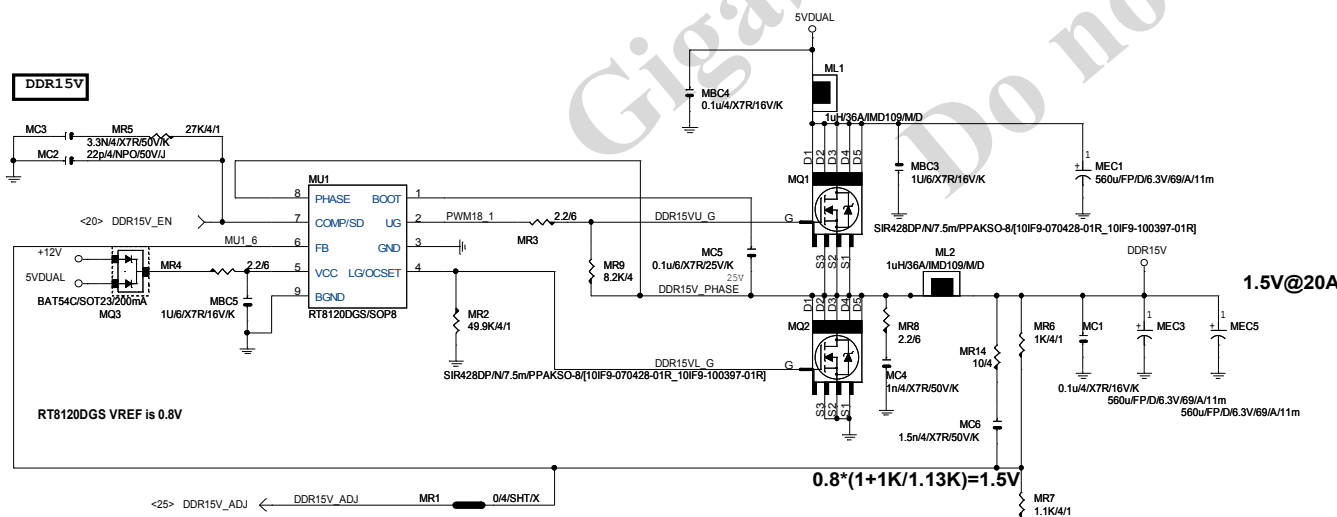 Giga
Do no
5VDUAL
DDR15V
MBC4
0.1u/4/X7R/16V/K
ML1
1uH/36A/IMD109/M/D
MC3
MR5
27K/4/1
3.3N/4/X7R/50V/K
MC2
22p/4/NPO/50V/J
D1 D2 D3 D4 D5
MBC3
1U/6/X7R/16V/K
1
+
MEC1
560u/FP/D/6.3V/69/A/11m
MU1
MQ1
8 PHASE BOOT 1
<20> DDR15V_EN
7 COMP/SD UG 2
PWM18_1
2.2/6
MR3
DDR15VU_G
G
MU1_6
6 FB GND 3
SIR428DP/N/7.5m/PPAKSO-8/[10IF9-070428-01R_10IF9-100397-01R]
S3 S2 S1
+12V
MR4
2.2/6
5 VCC LG/OCSET 4
5VDUAL
9 BGND
RT8120DGS/SOP8
BAT54C/SOT23/200mA
MQ3
MBC5
1U/6/X7R/16V/K
MR9
8.2K/4
MC5
0.1u/6/X7R/25V/K
25V
DDR15V_PHASE
ML2
1uH/36A/IMD109/M/D
DDR15V
1.5V@20A
D1 D2 D3 D4 D5
MR2
49.9K/4/1
MQ2
DDR15VL_G
G
MR8
2.2/6
MR14
10/4
MR6
1K/4/1
MC1
0.1u/4/X7R/16V/K
1
+
MEC3
560u/FP/D/6.3V/69/A/11m
1
+
MEC5
560u/FP/D/6.3V/69/A/11m
SIR428DP/N/7.5m/PPAKSO-8/[10IF9-070428-01R_10IF9-100397-01R]
S3 S2 S1
MC4
1n/4/X7R/50V/K
MC6
1.5n/4/X7R/50V/K
RT8120DGS VREF is 0.8V
0.8*(1+1K/1.13K)=1.5V
<25> DDR15V_ADJ
DDR15V_ADJ
MR1
0/4/SHT/X
MR7
1.1K/4/1